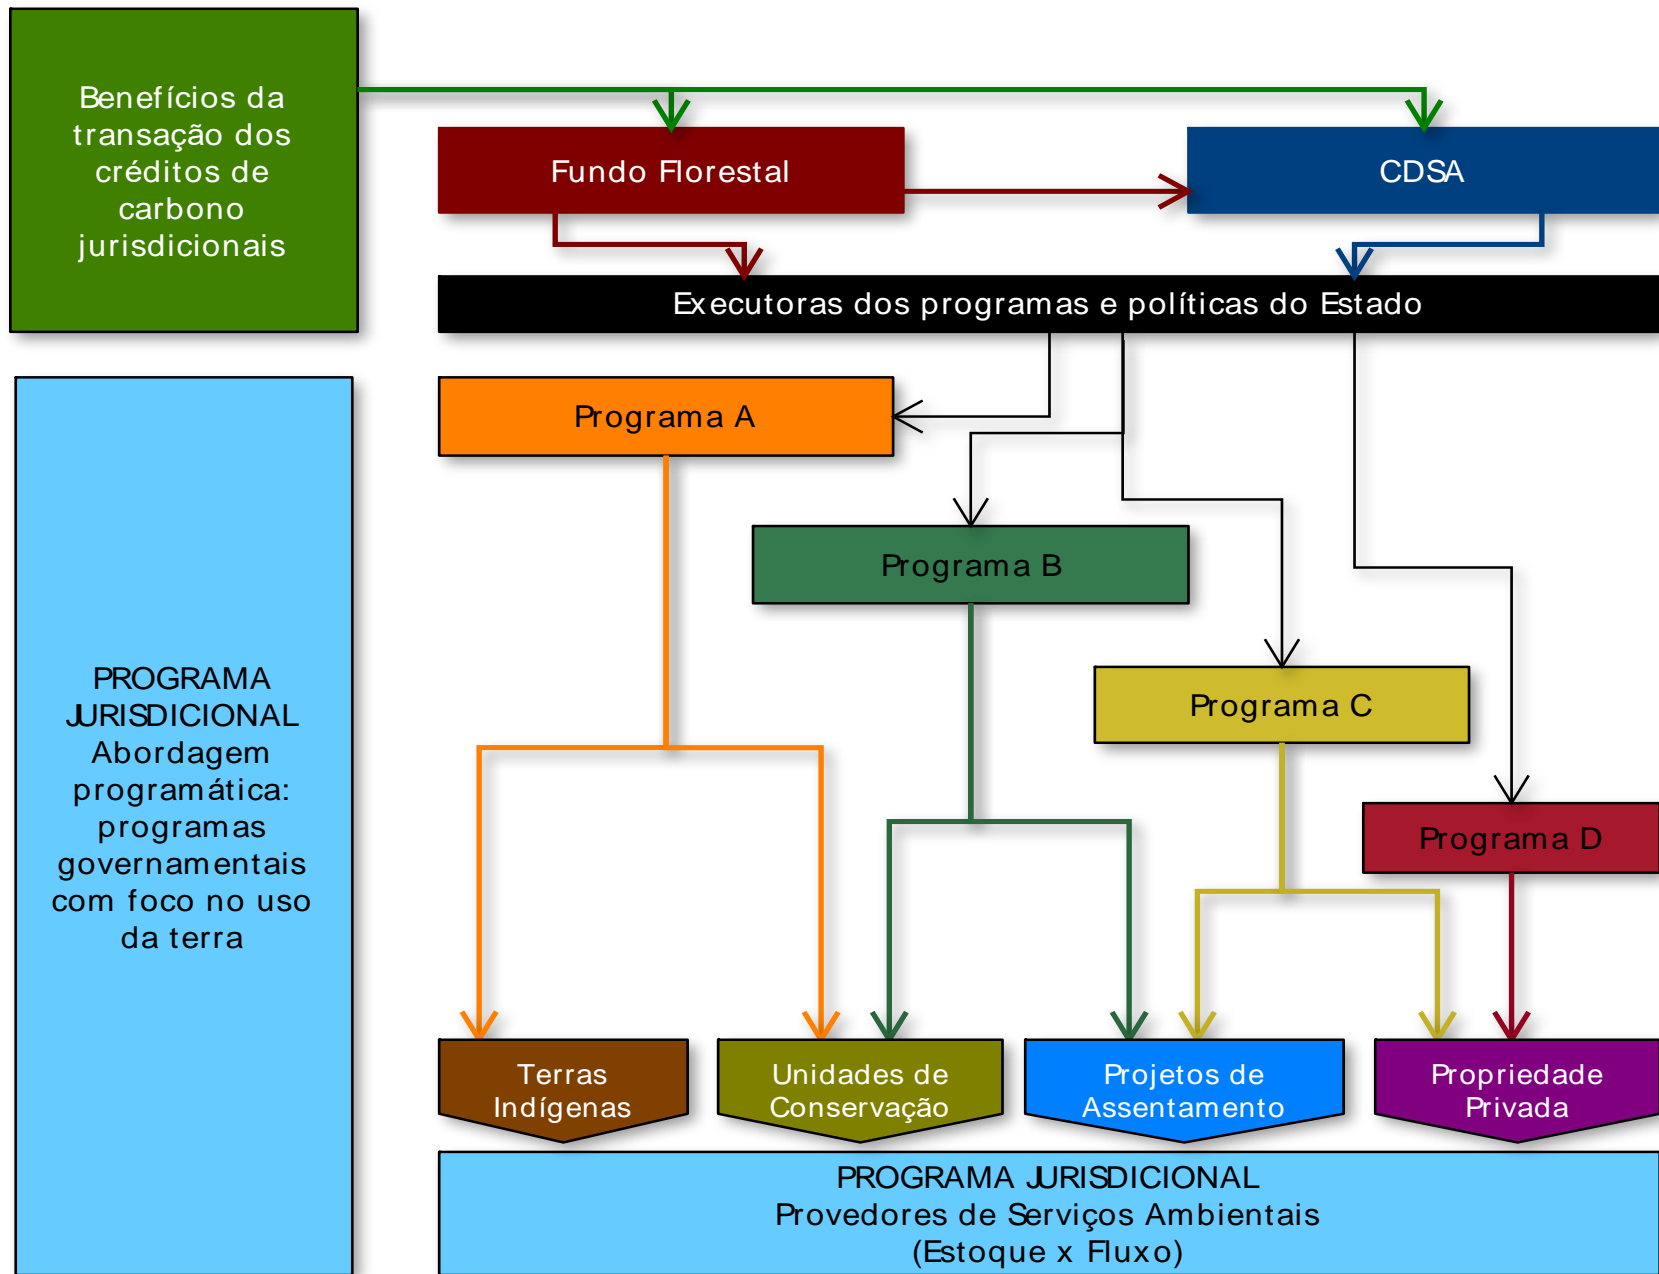 Benefícios da
transação dos
créditos de
carbono
jurisdicionais
Fundo Florestal
CDSA
Executoras dos programas e políticas do Estado
Programa A
Programa B
Programa C
Programa D
PROGRAMA
JURISDICIONAL
Abordagem
programática:
programas
governamentais
com foco no uso
da terra
Terras
Indígenas
Unidades de
Conservação
Projetos de
Assentamento
Propriedade
Privada
PROGRAMA JURISDICIONAL
Provedores de Serviços Ambientais
(Estoque x Fluxo)